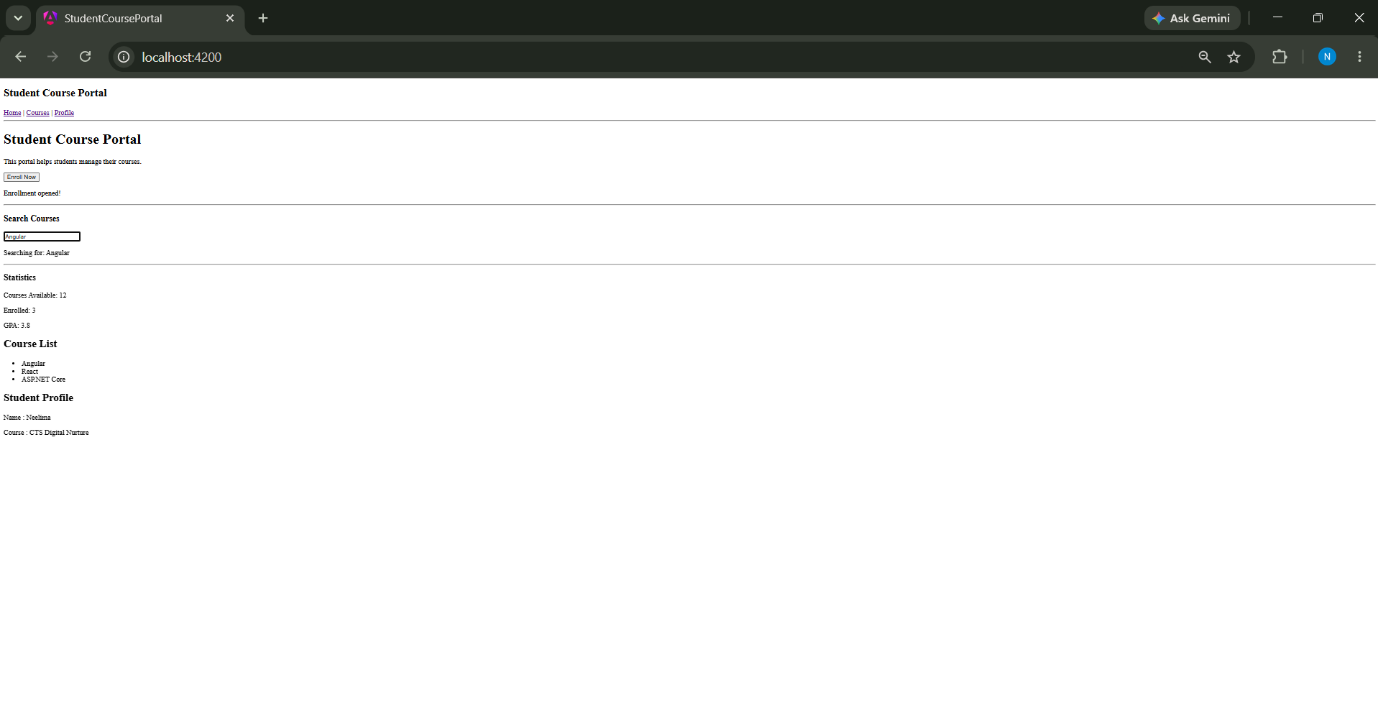 StudentCoursePortal
Ask Gemini
localhost:4200
N
Student Course Portal
Home | Courses | Profile
Student Course Portal
This portal helps students manage their courses.
Enroll Now
Enrollment opened!
Search Courses
Angular
Searching for: Angular
Statistics
Courses Available: 12
Enrolled: 3
GPA: 3.8
Course List
Angular
React
ASP.NET Core
Student Profile
Name : Neelima
Course : CTS Digital Nurture